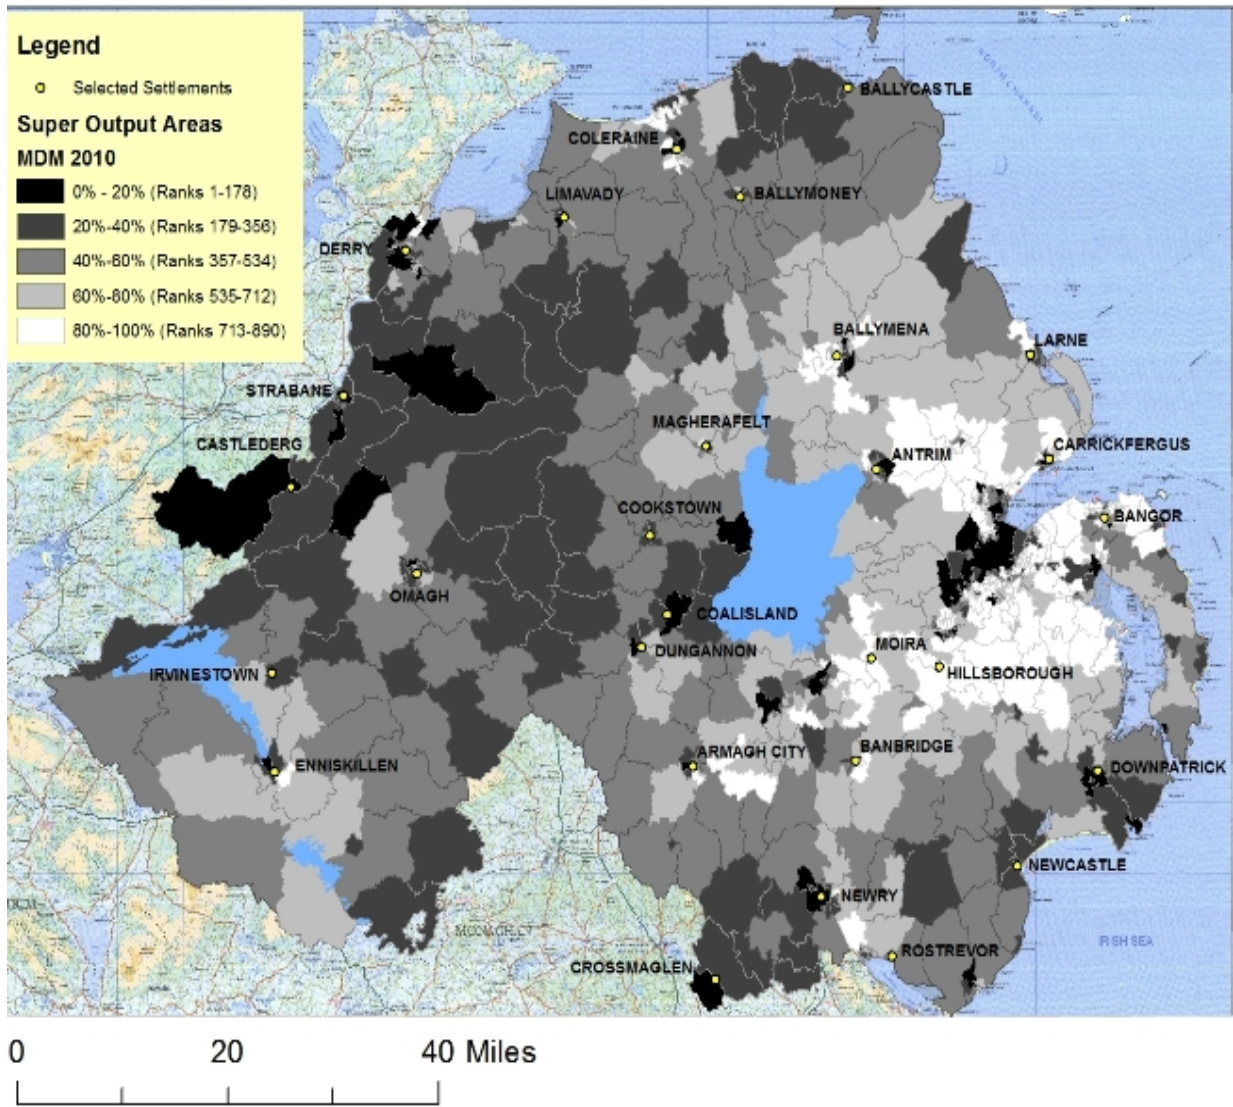 Legend
Selected Settlements
Super Output Areas
MDM 2010
0% - 20% (Ranks 1-178)
20%-40% (Ranks 179-356)
40%-60% (Ranks 357-534)
60%-80% (Ranks 535-712)
80%-100% (Ranks 713-890)
NORTH CHANNEL
BALLYCASTLE
COLERAINE
LIMAVADY
BALLYMONEY
DERRY
BALLYMENA
LARNE
STRABANE
MAGHERAFELT
CASTLEDERG
ANTRIM
CARRICKFERGUS
COOKSTOWN
BANGOR
OMAGH
COALISLAND
DUNGANNON
MOIRA
IRVINESTOWN
HILLSBOROUGH
ENNISKILLEN
ARMAGH CITY
BANBRIDGE
DOWNPATRICK
NEWCASTLE
NEWRY
MONAGHAN
IRISH SEA
ROSTREVOR
CROSSMAGLEN
0 20 40 Miles